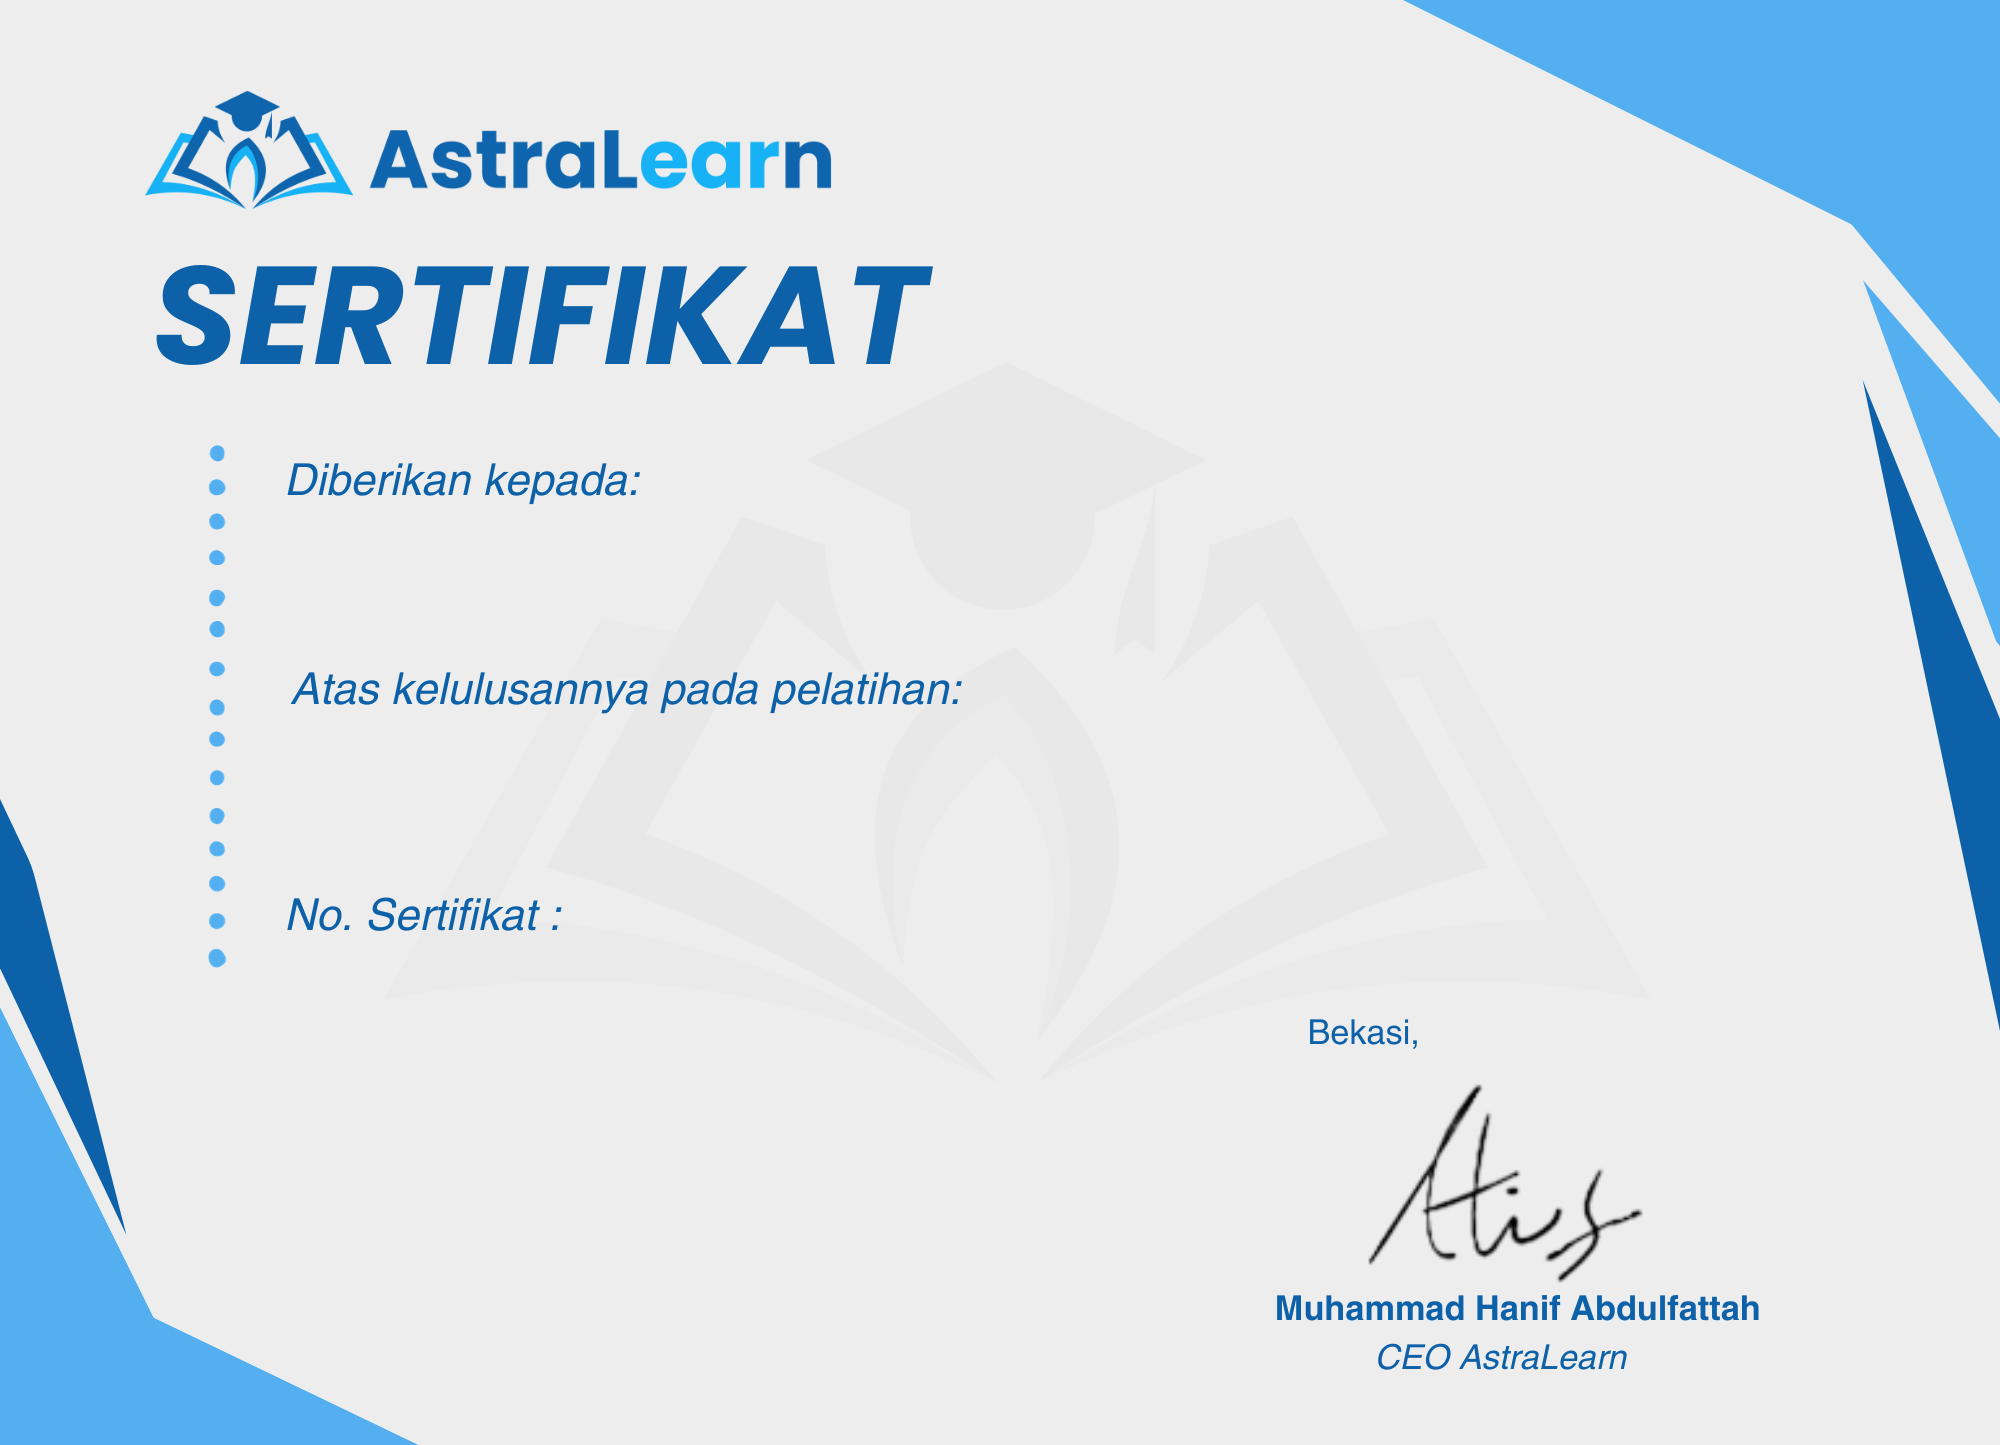 AstraLearn
SERTIFIKAT
Diberikan kepada:
Atas kelulusannya pada pelatihan:
No. Sertifikat :
Bekasi,
Muhammad Hanif Abdulfattah
CEO AstraLearn